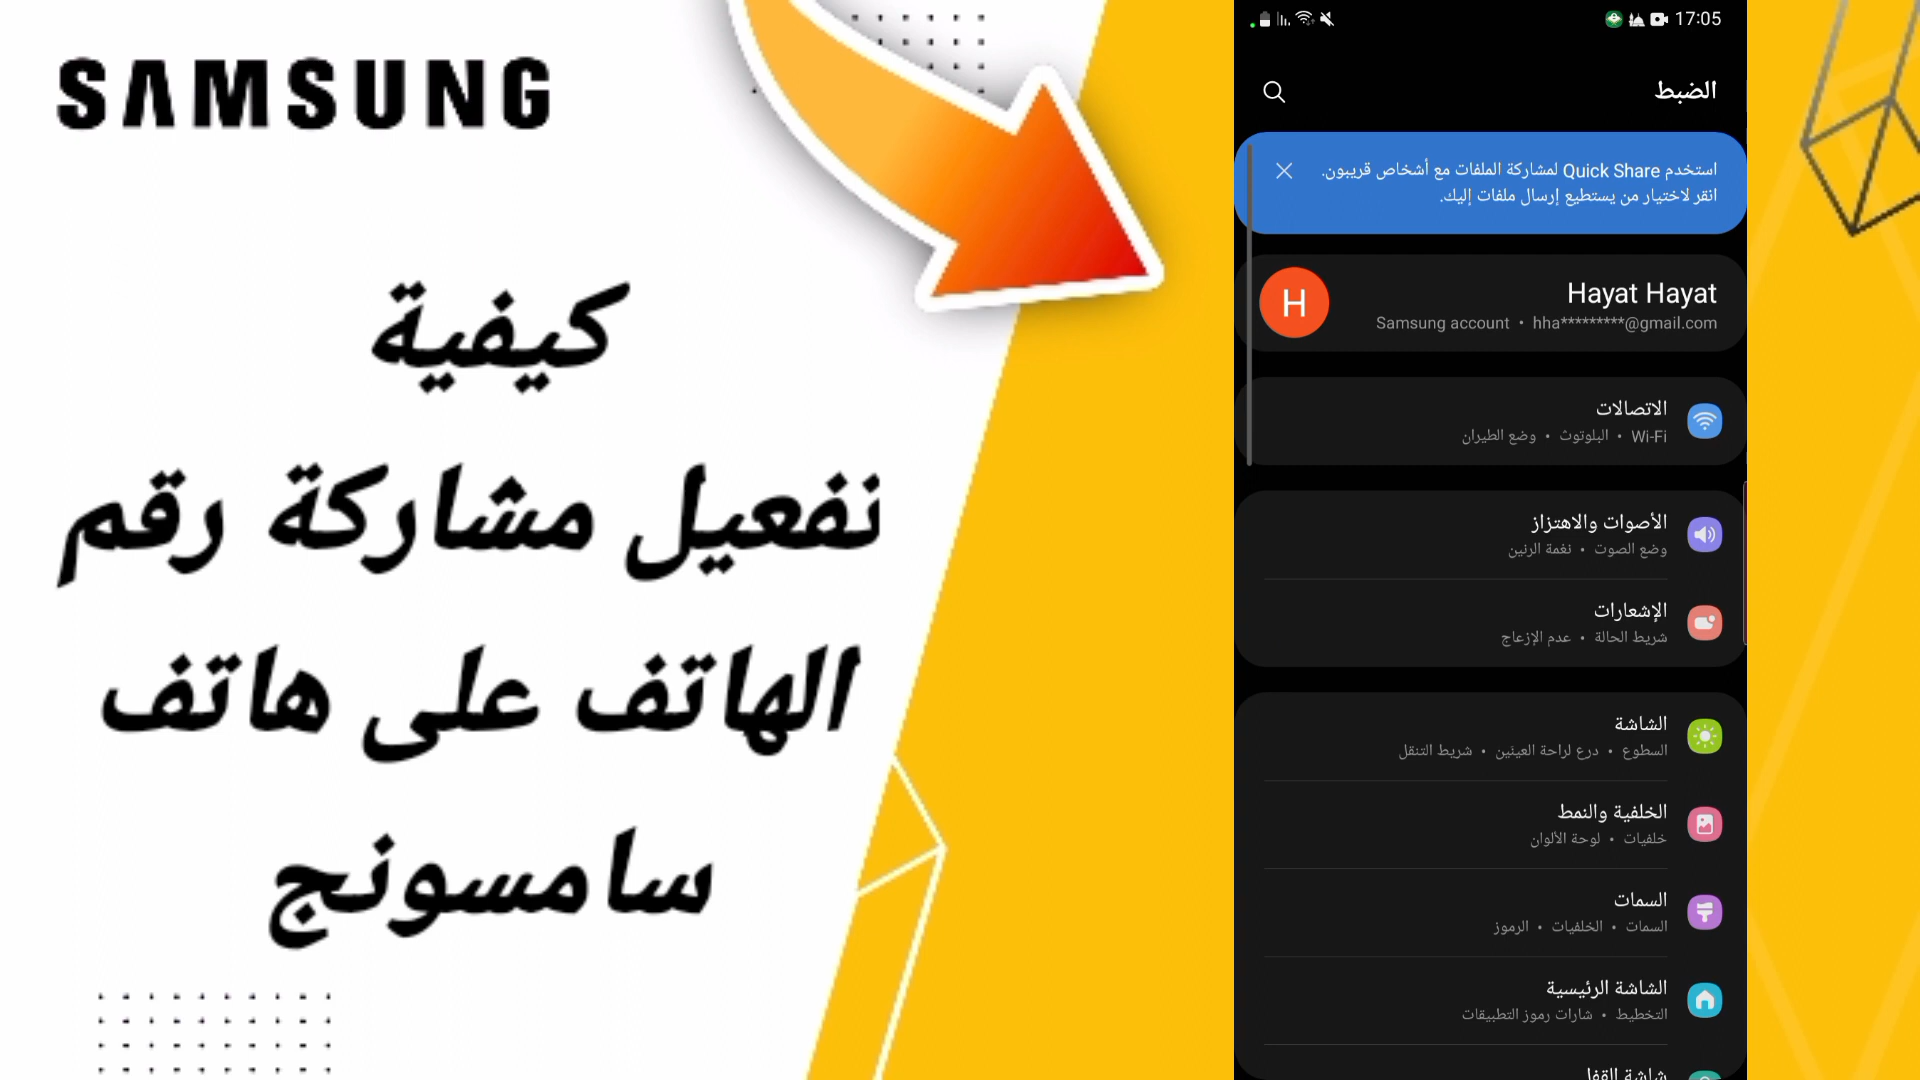 SAMSUNG
كيفية
تفعيل مشاركة رقم
الهاتف على هاتف
سامسونج
17:05
الضبط
استخدم Quick Share لمشاركة الملفات مع أشخاص قريبون.
انقر لاختيار من يستطيع إرسال ملفات إليك.
H
Hayat Hayat
Samsung account • hha*********@gmail.com
الاتصالات
Wi-Fi • البلوتوث • وضع الطيران
الأصوات والاهتزاز
وضع الصوت • نغمة الرنين
الإشعارات
شريط الحالة • عدم الإزعاج
الشاشة
السطوع • درع لراحة العينين • شريط التنقل
الخلفية والنمط
خلفيات • لوحة الألوان
السمات
السمات • الخلفيات • الرموز
الشاشة الرئيسية
التخطيط • شارات رموز التطبيقات
شاشة القفل